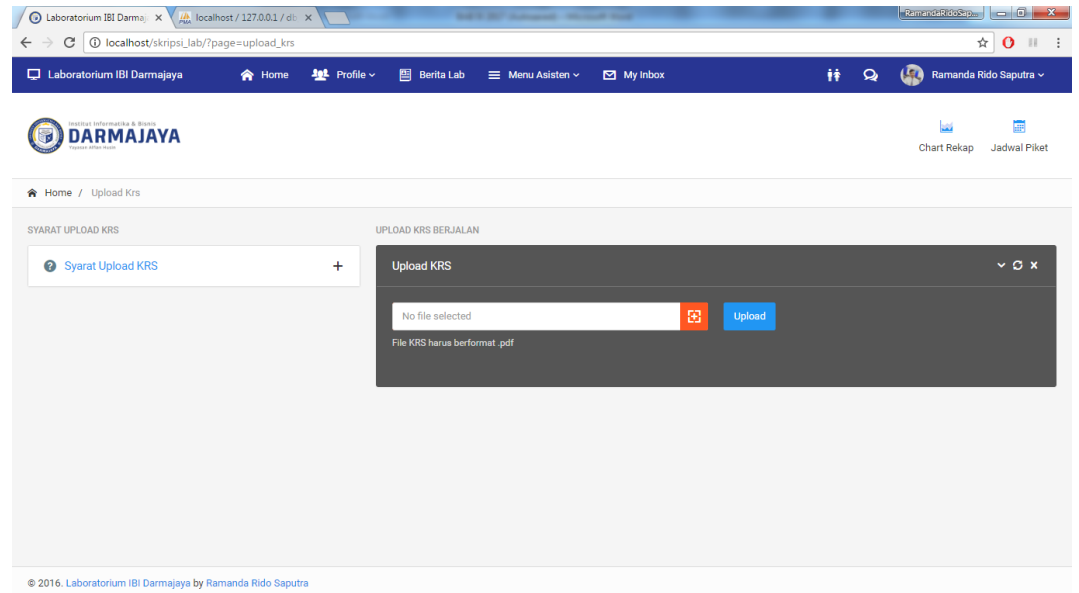 Laboratorium IBI Darmaj
localhost / 127.0.0.1 / db
RamandaRidoSap...
localhost/skripsi_lab/?page=upload_krs
Laboratorium IBI Darmajaya
Home
Profile
Berita Lab
Menu Asisten
My Inbox
Ramanda Rido Saputra
Institut Informatika & Bisnis
DARMAJAYA
Yayasan Alfian Husin
Chart Rekap
Jadwal Piket
Home / Upload Krs
SYARAT UPLOAD KRS
Syarat Upload KRS
UPLOAD KRS BERJALAN
Upload KRS
No file selected
Upload
File KRS harus berformat .pdf
© 2016. Laboratorium IBI Darmajaya by Ramanda Rido Saputra